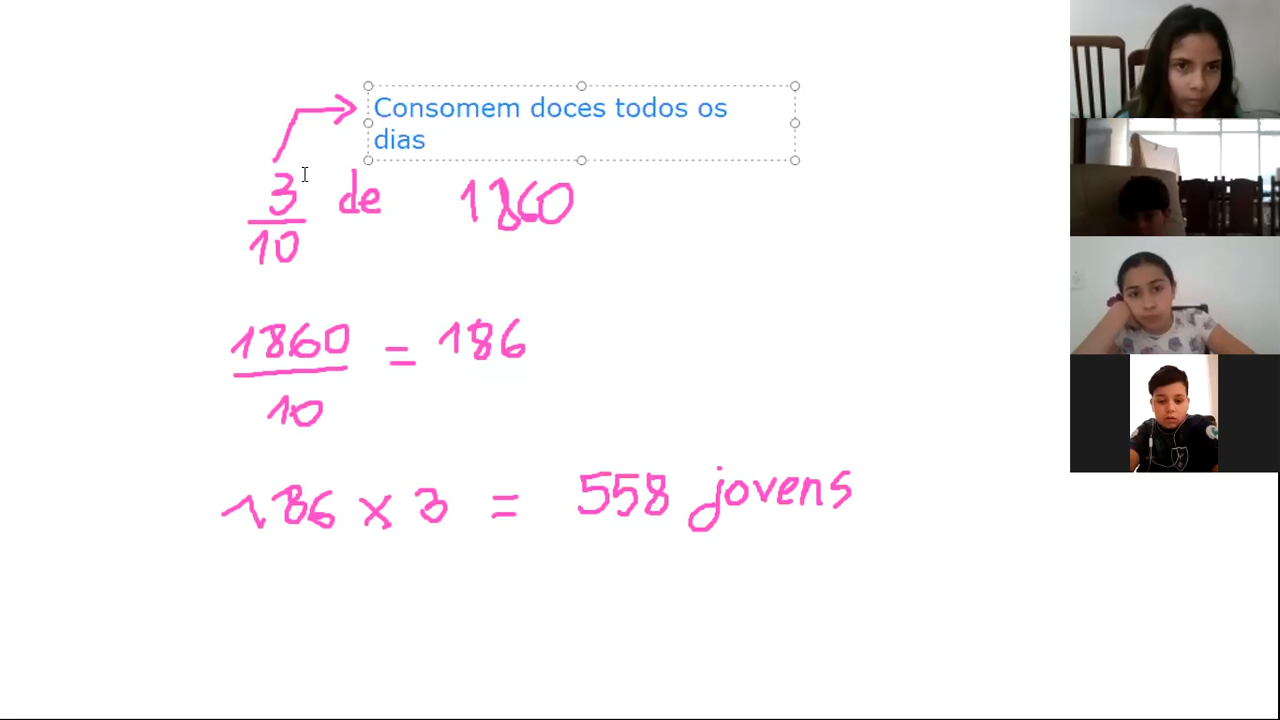 Consomem doces todos os
dias
3/10 de 1860
1860/10 = 186
186 x 3 = 558 jovens